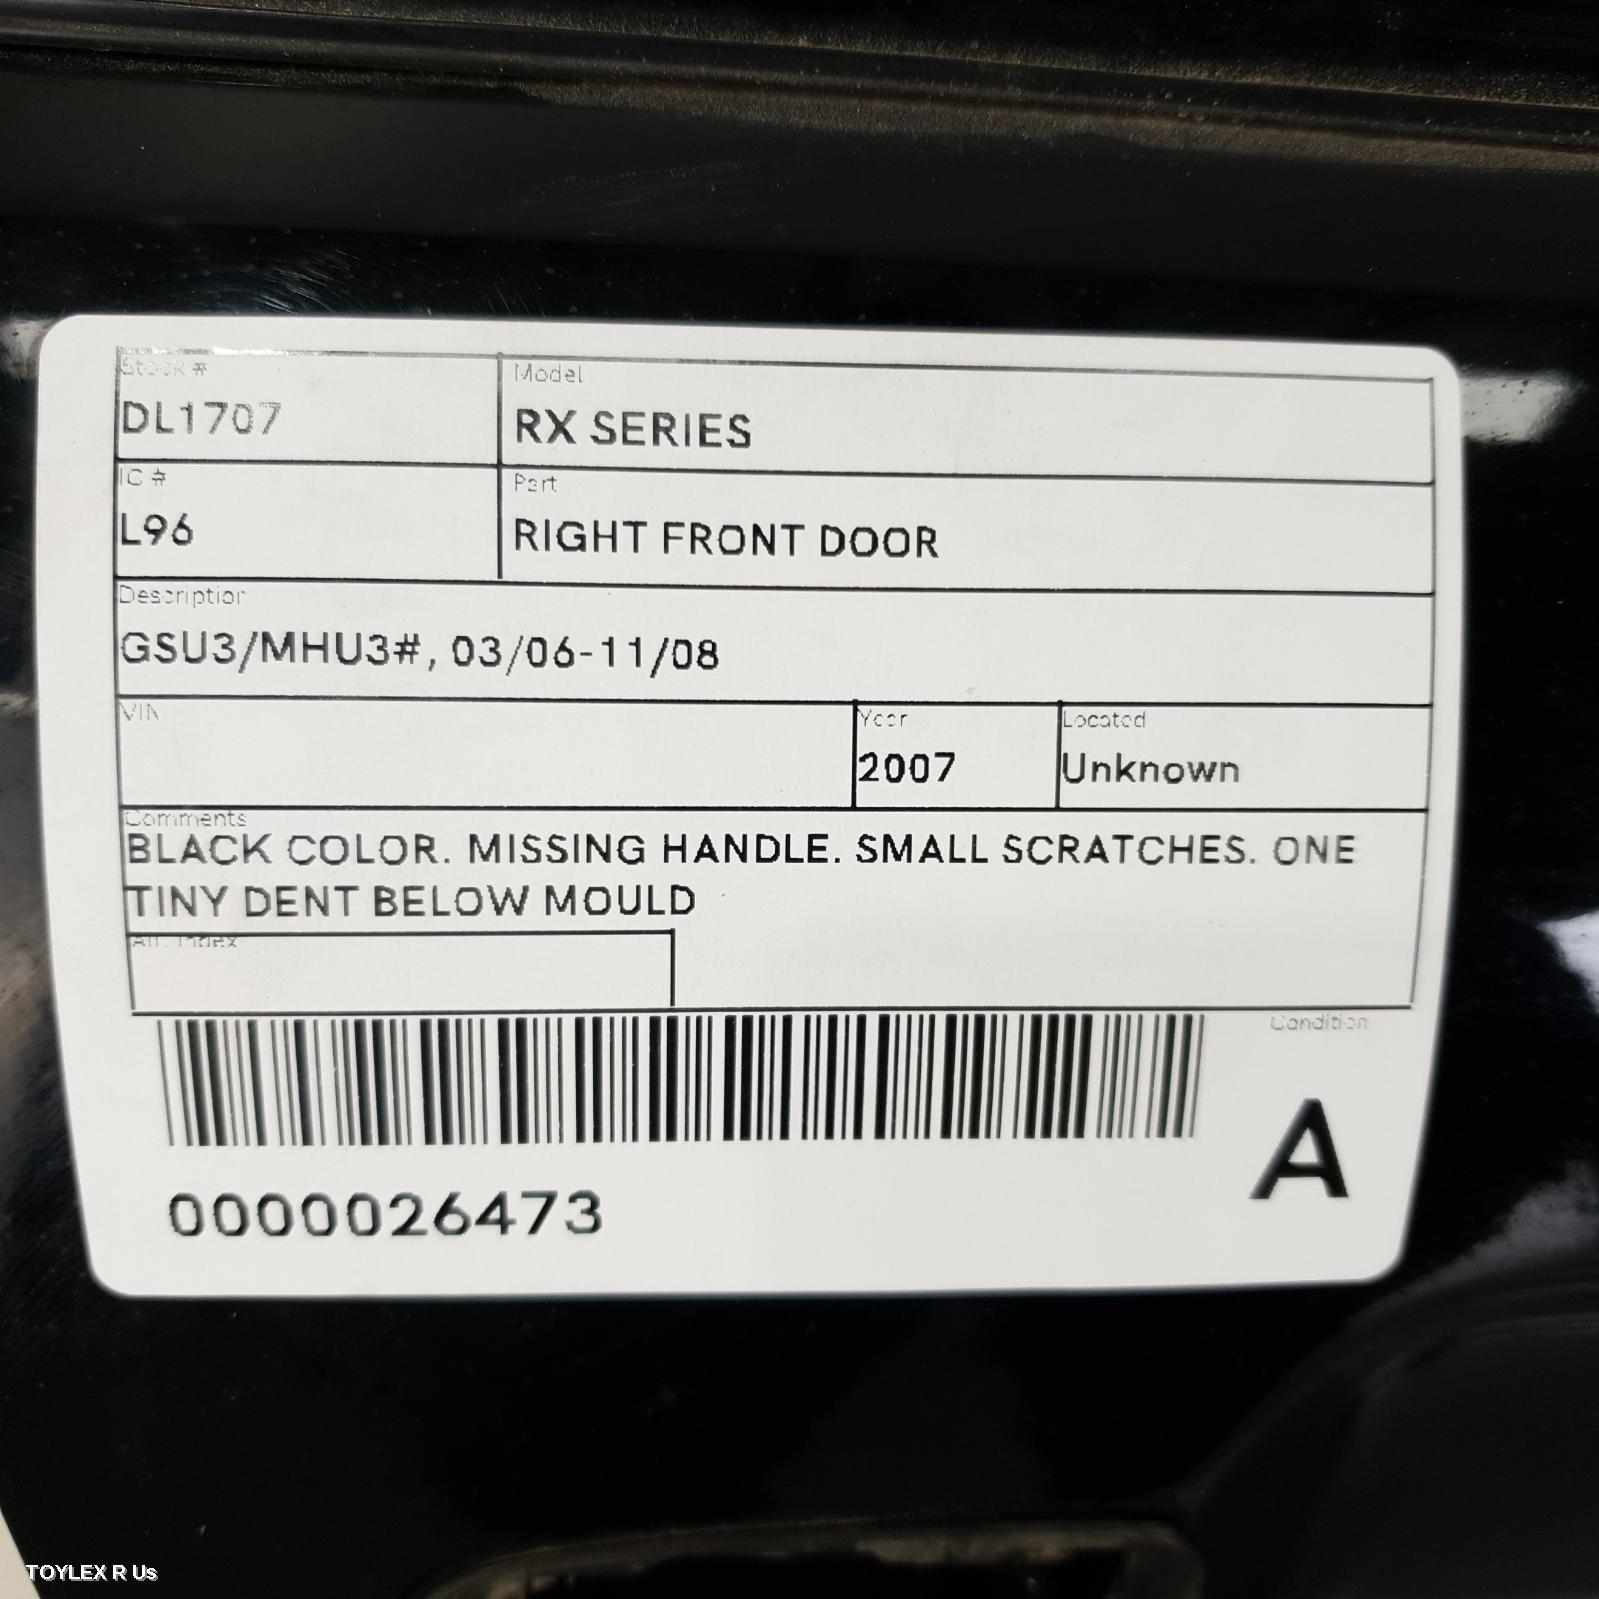 Stock #
Model
DL1707
RX SERIES
IC #
Part
L96
RIGHT FRONT DOOR
Description
GSU3/MHU3#, 03/06-11/08
VIN
Year
Located
2007
Unknown
Comments
BLACK COLOR. MISSING HANDLE. SMALL SCRATCHES. ONE
TINY DENT BELOW MOULD
Index
Condition
A
0000026473
TOYLEX R Us